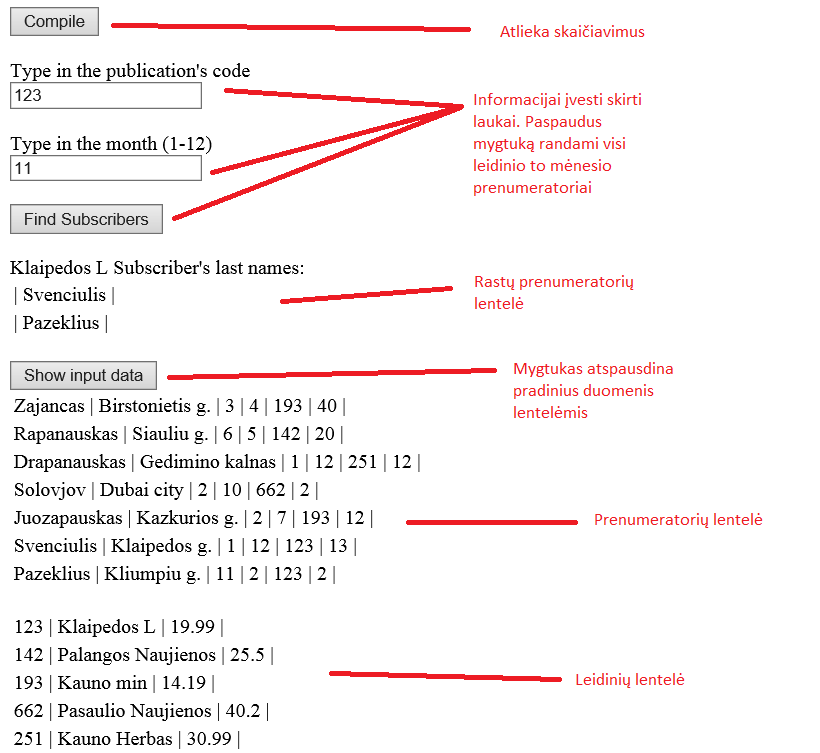 Compile
Atlieka skaičiavimus
Type in the publication's code
123
Informacijai įvesti skirti
laukai. Paspaudus
mygtuką randami visi
leidinio to mėnesio
prenumeratoriai
Type in the month (1-12)
11
Find Subscribers
Klaipedos L Subscriber's last names:
| Svenciulis |
| Pazeklius |
Rastų prenumeratorių
lentelė
Show input data
Mygtukas atspausdina
pradinius duomenis
lentelėmis
Zajancas | Birstonietis g. | 3 | 4 | 193 | 40 |
Rapanauskas | Siauliu g. | 6 | 5 | 142 | 20 |
Drapanauskas | Gedimino kalnas | 1 | 12 | 251 | 12 |
Solovjov | Dubai city | 2 | 10 | 662 | 2 |
Juozapauskas | Kazkurios g. | 2 | 7 | 193 | 12 |
Svenciulis | Klaipedos g. | 1 | 12 | 123 | 13 |
Pazeklius | Kliumpiu g. | 11 | 2 | 123 | 2 |
Prenumeratorių lentelė
123 | Klaipedos L | 19.99 |
142 | Palangos Naujienos | 25.5 |
193 | Kauno min | 14.19 |
662 | Pasaulio Naujienos | 40.2 |
251 | Kauno Herbas | 30.99 |
Leidinių lentelė